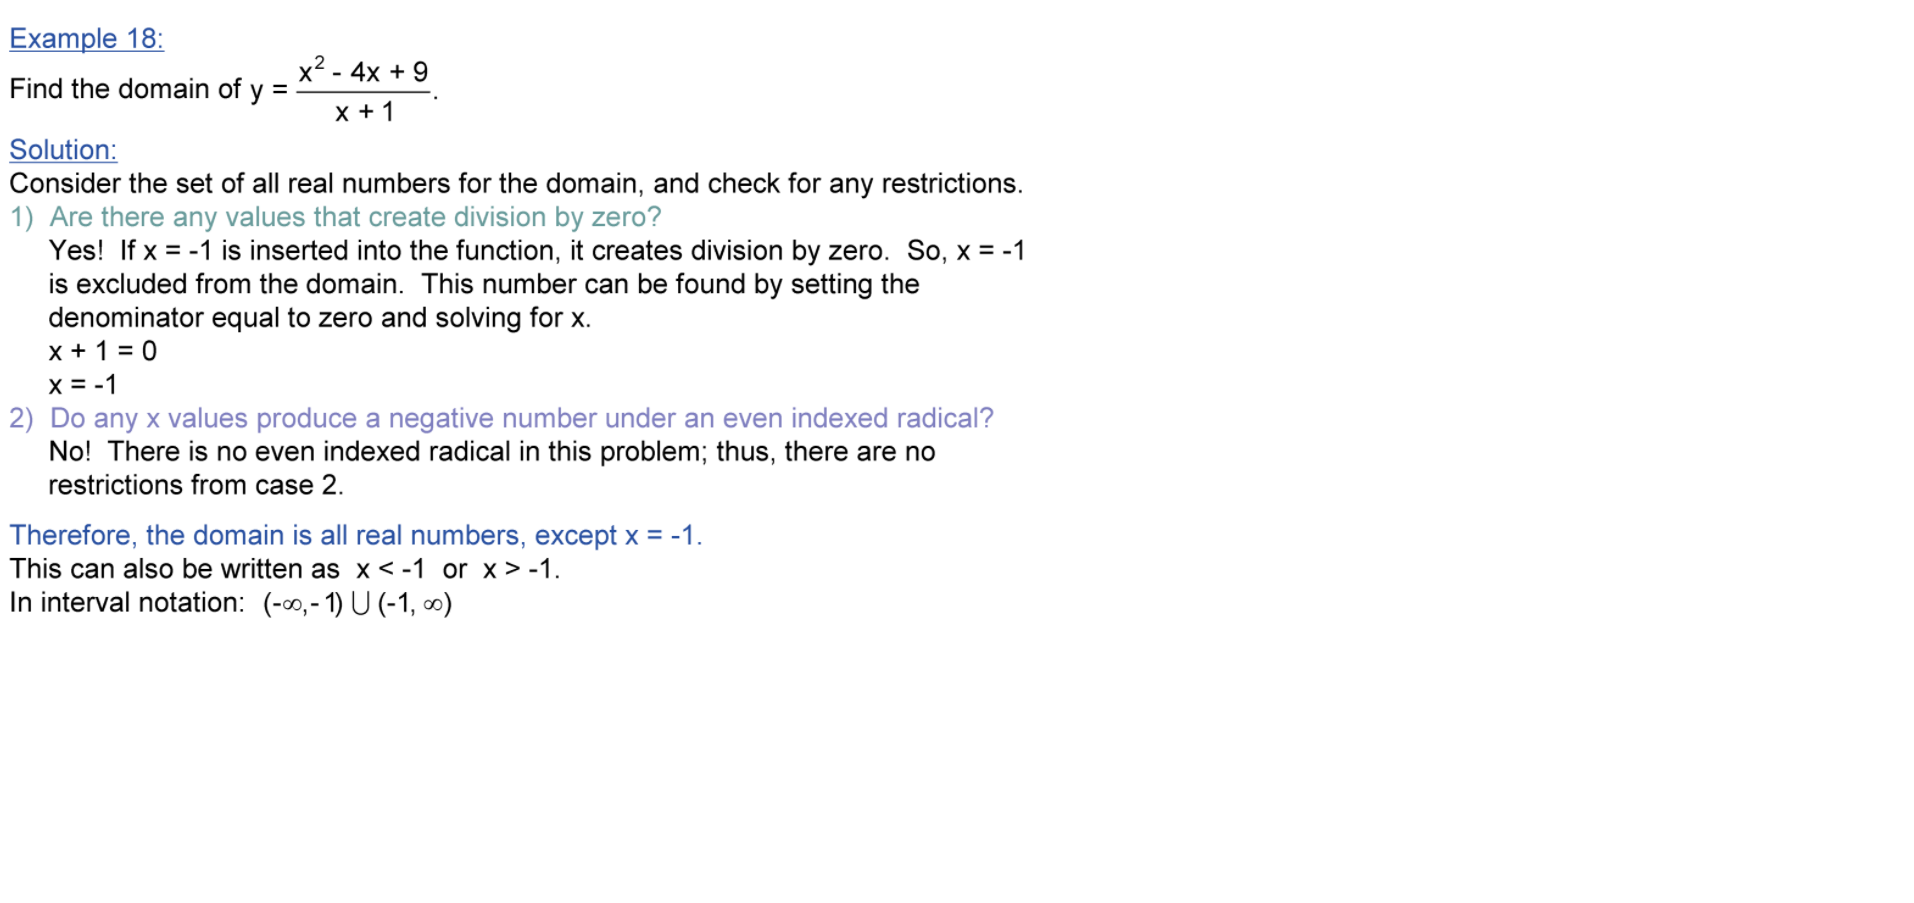 Example 18:
Find the domain of y = x² - 4x + 9 / x + 1.
Solution:
Consider the set of all real numbers for the domain, and check for any restrictions.
1) Are there any values that create division by zero?
Yes! If x = -1 is inserted into the function, it creates division by zero. So, x = -1
is excluded from the domain. This number can be found by setting the
denominator equal to zero and solving for x.
x + 1 = 0
x = -1
2) Do any x values produce a negative number under an even indexed radical?
No! There is no even indexed radical in this problem; thus, there are no
restrictions from case 2.
Therefore, the domain is all real numbers, except x = -1.
This can also be written as x < -1 or x > -1.
In interval notation: (-∞,- 1) ∪ (-1, ∞)